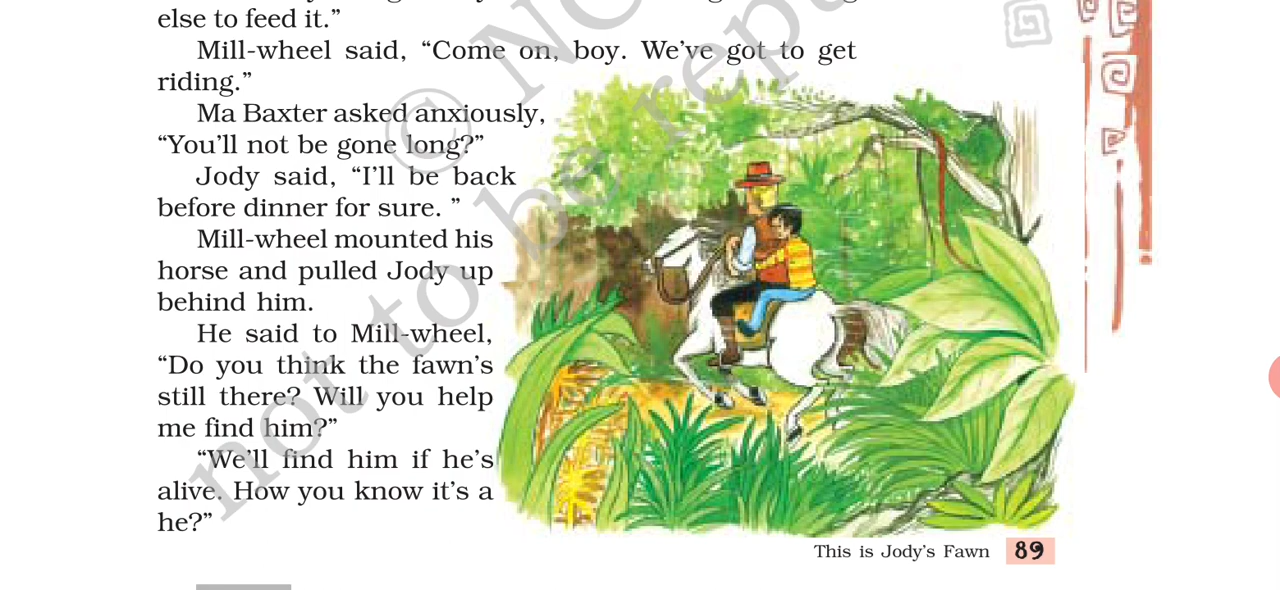 else to feed it.”
Mill-wheel said, “Come on, boy. We’ve got to get
riding.”
Ma Baxter asked anxiously,
“You’ll not be gone long?”
Jody said, “I’ll be back
before dinner for sure. ”
Mill-wheel mounted his
horse and pulled Jody up
behind him.
He said to Mill-wheel,
“Do you think the fawn’s
still there? Will you help
me find him?”
“We’ll find him if he’s
alive. How you know it’s a
he?”
This is Jody’s Fawn 89
©
not to be